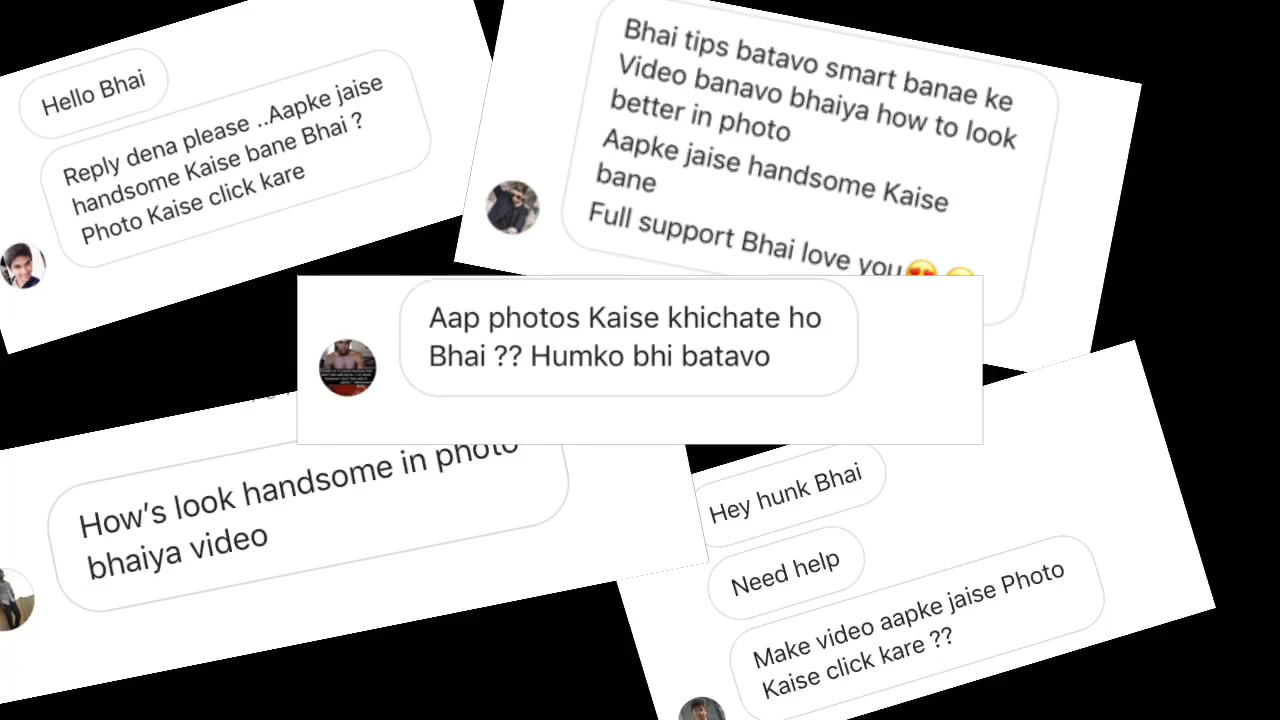 Hello Bhai
Reply dena please ..Aapke jaise
handsome Kaise bane Bhai ?
Photo Kaise click kare
Bhai tips batavo smart banae ke
Video banavo bhaiya how to look
better in photo
Aapke jaise handsome Kaise
bane
Full support Bhai love you😍
Aap photos Kaise khichate ho
Bhai ?? Humko bhi batavo
How's look handsome in photo
bhaiya video
Hey hunk Bhai
Need help
Make video aapke jaise Photo
Kaise click kare ??